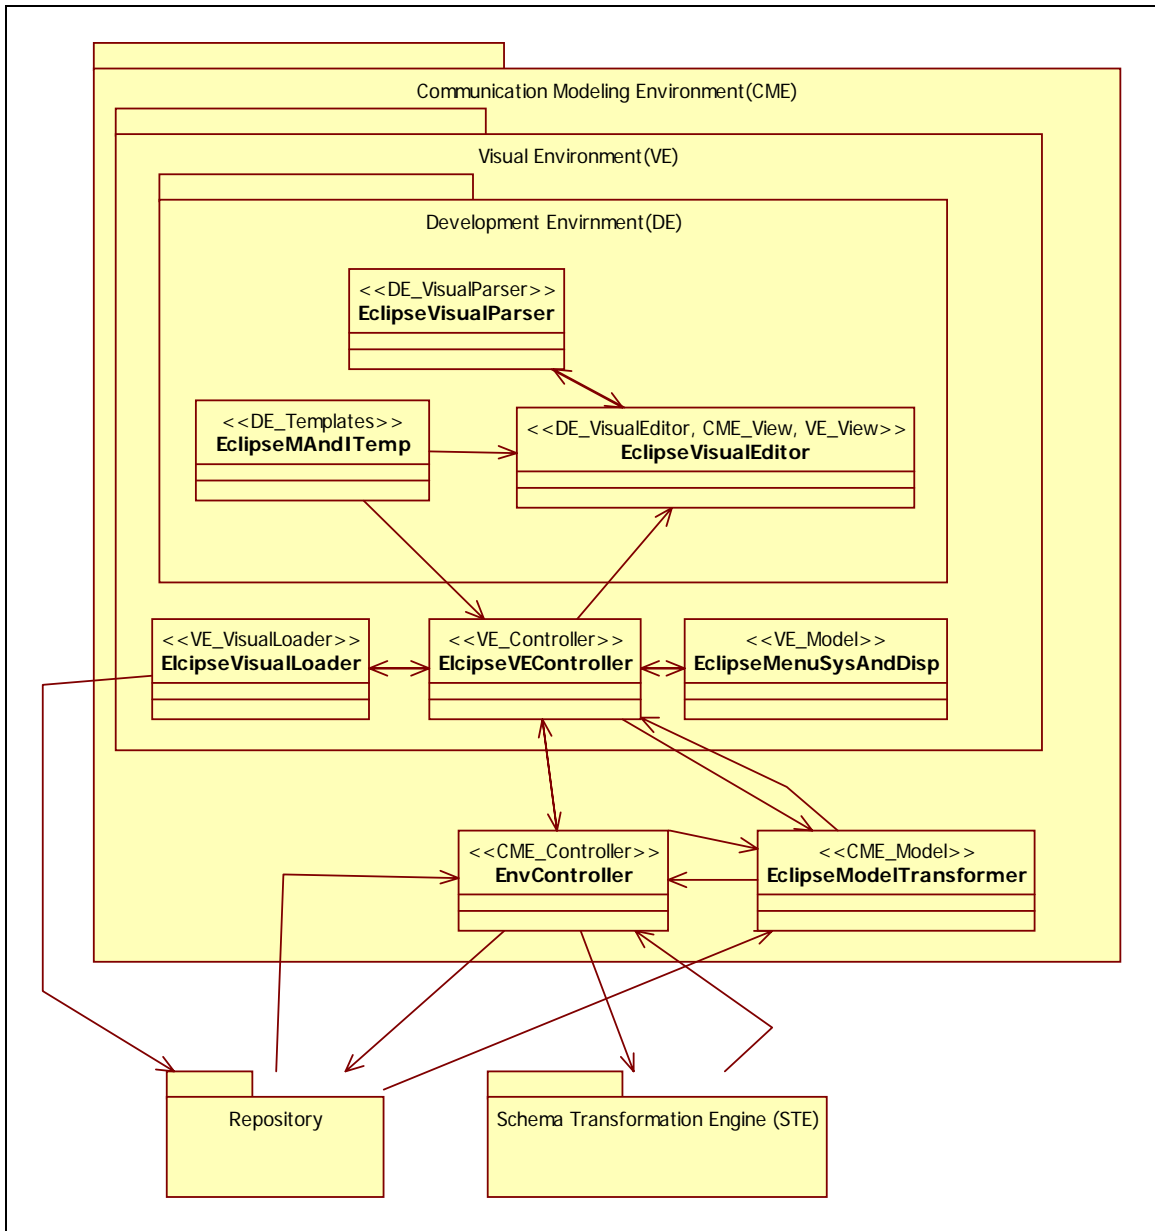 Communication Modeling Environment(CME)
Visual Environment(VE)
Development Envirnment(DE)
<<DE_VisualParser>>
EclipseVisualParser
<<DE_Templates>>
EclipseMAndITemp
<<DE_VisualEditor, CME_View, VE_View>>
EclipseVisualEditor
<<VE_VisualLoader>>
ElcipseVisualLoader
<<VE_Controller>>
ElcipseVEController
<<VE_Model>>
EclipseMenuSysAndDisp
<<CME_Controller>>
EnvController
<<CME_Model>>
EclipseModelTransformer
Repository
Schema Transformation Engine (STE)